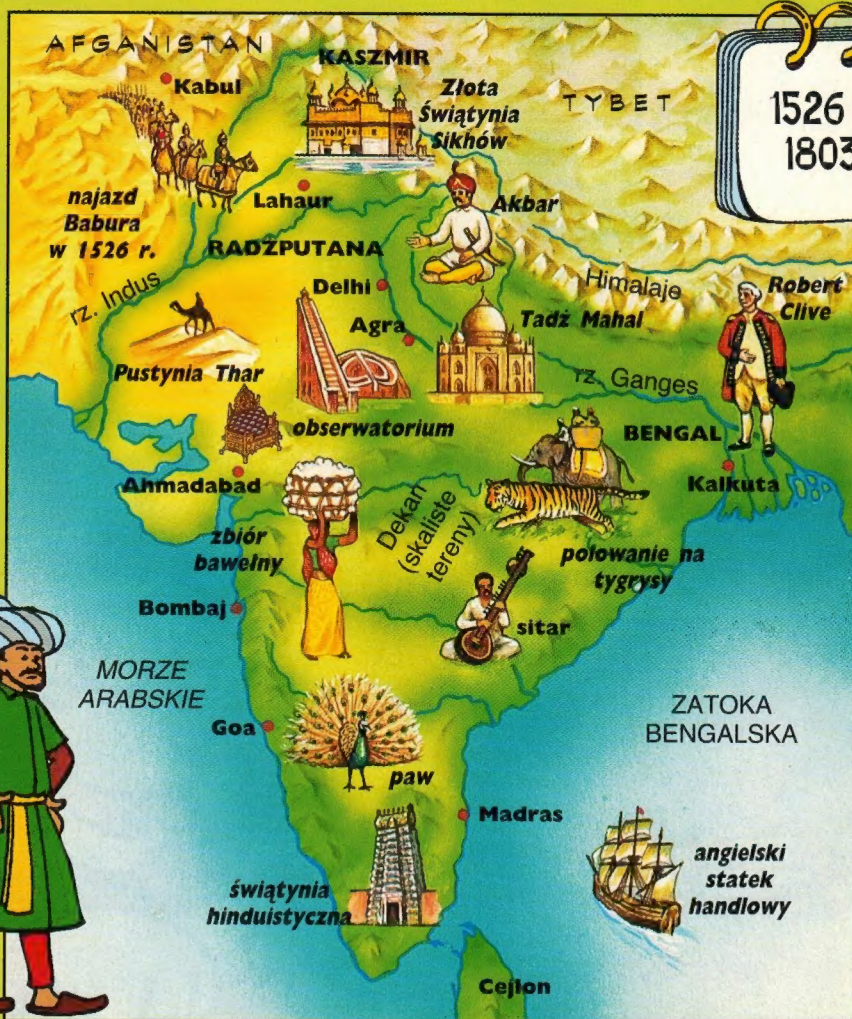 AFGANISTAN
Kabul
KASZMIR
Złota
Świątynia
Sikhów
TYBET
1526
1803
najazd
Babura
w 1526 r.
Lahaur
Akbar
RADŻPUTANA
rz. Indus
Delhi
Himalaje
Robert
Clive
Agra
Tadż Mahal
Pustynia Thar
rz. Ganges
obserwatorium
BENGAL
Ahmadabad
Kalkuta
zbiór
bawełny
Dekan
(skaliste
tereny)
polowanie na
tygrysy
Bombaj
sitar
MORZE
ARABSKIE
ZATOKA
BENGALSKA
Goa
paw
Madras
angielski
statek
handlowy
świątynia
hinduistyczna
Cejlon